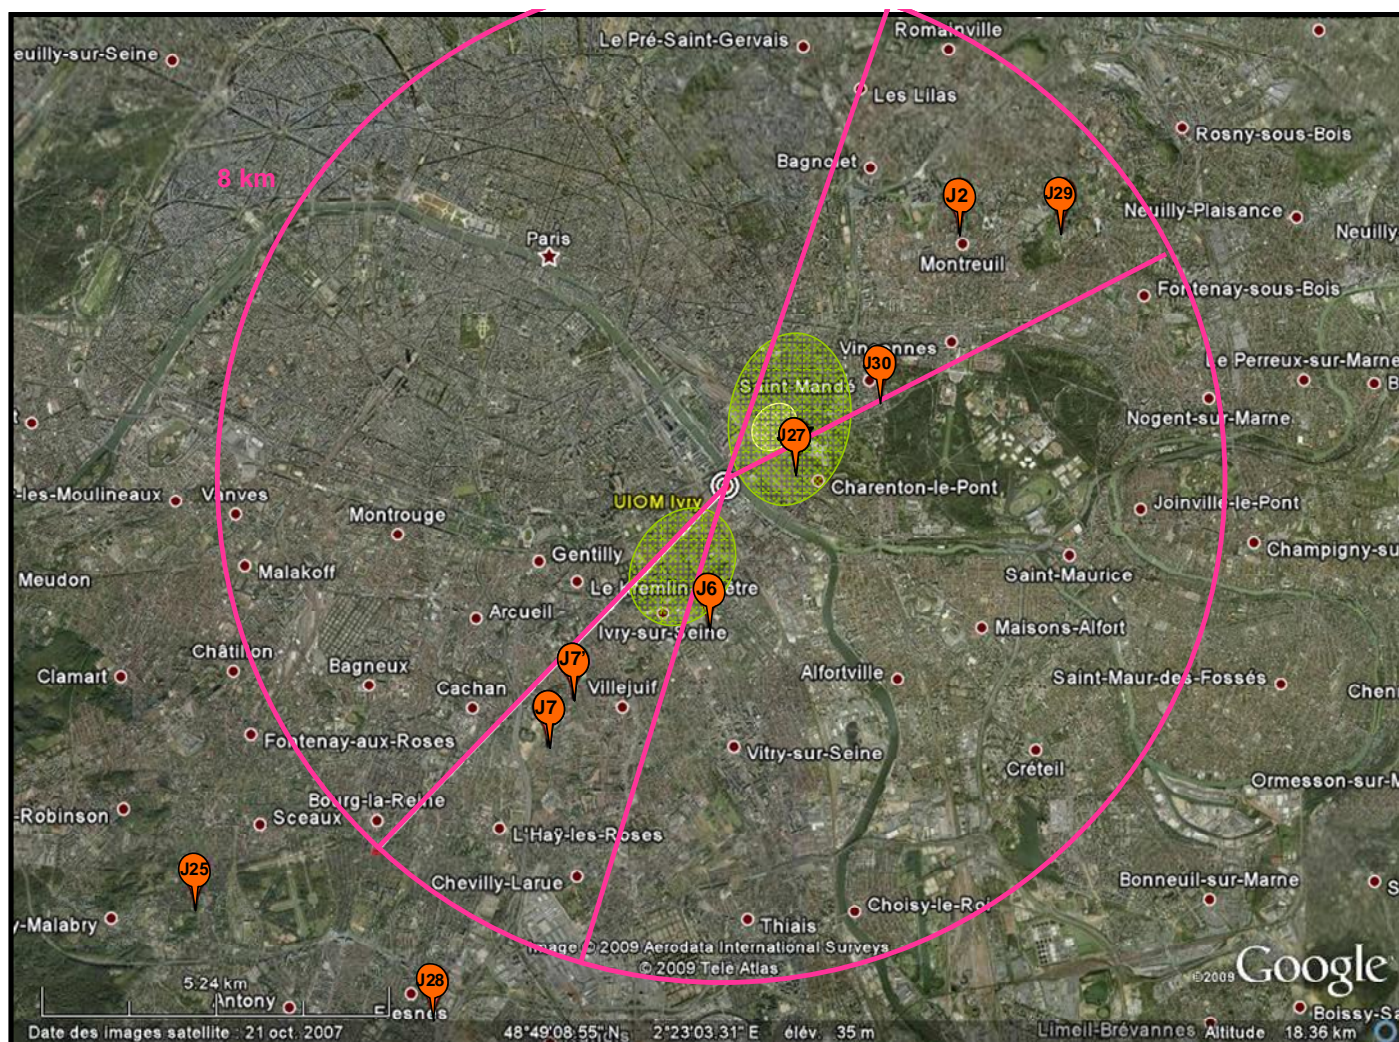 Le Pré-Saint-Gervais
Romainville
euilly-sur-Seine
Les Lilas
Rosny-sous-Bois
Bagnolet
8 km
J2
J29
Neuilly-Plaisance
Neuilly-
Paris
Montreuil
Fontenay-sous-Bois
Vincennes
J30
Le Perreux-sur-Marne
Saint Mandé
B
Nogent-sur-Marne
t
J27
-les-Moulineaux
Vanves
UIOM Ivry
Charenton-le-Pont
Joinville-le-Pont
Montrouge
Gentilly
Champigny-su
Meudon
Malakoff
Saint-Maurice
Le Kremlin
être
J6
Arcueil
Ivry-sur-Seine
Maisons-Alfort
Châtillon
Bagneux
J7'
Clamart
Cachan
Villejuif
Alfortville
Saint-Maur-des-Fossés
Chen
J7
Fontenay-aux-Roses
Vitry-sur-Seine
Créteil
Ormesson-sur-M
Bourg-la-Reine
-Robinson
Sceaux
L'Haÿ-les-Roses
J25
Chevilly-Larue
Bonneuil-sur-Marne
S
y-Malabry
Thiais
Choisy-le-Roi
Image © 2009 Aerodata International Surveys
© 2009 Tele Atlas
©2009 Google
J28
5.24 km
Antony
Fresnes
Boissy-Sa
Date des images satellite : 21 oct. 2007
48°49'08.55" N
2°23'03.31" E
élév. 35 m
Limeil-Brévannes
Altitude 18.36 km